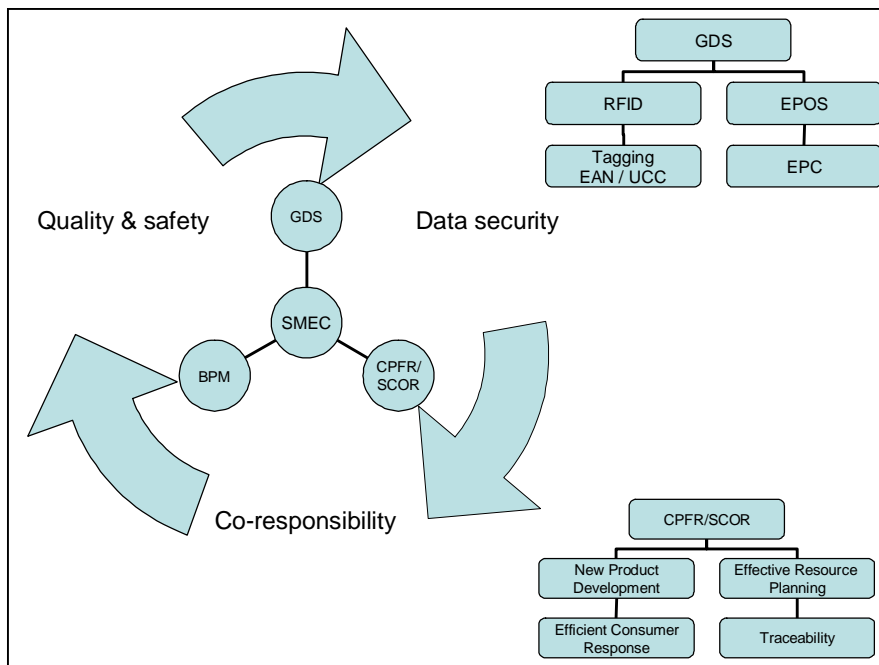 GDS
RFID
EPOS
Tagging
EAN / UCC
EPC
GDS
Quality & safety
Data security
SMEC
BPM
CPFR/
SCOR
Co-responsibility
CPFR/SCOR
New Product
Development
Effective Resource
Planning
Efficient Consumer
Response
Traceability